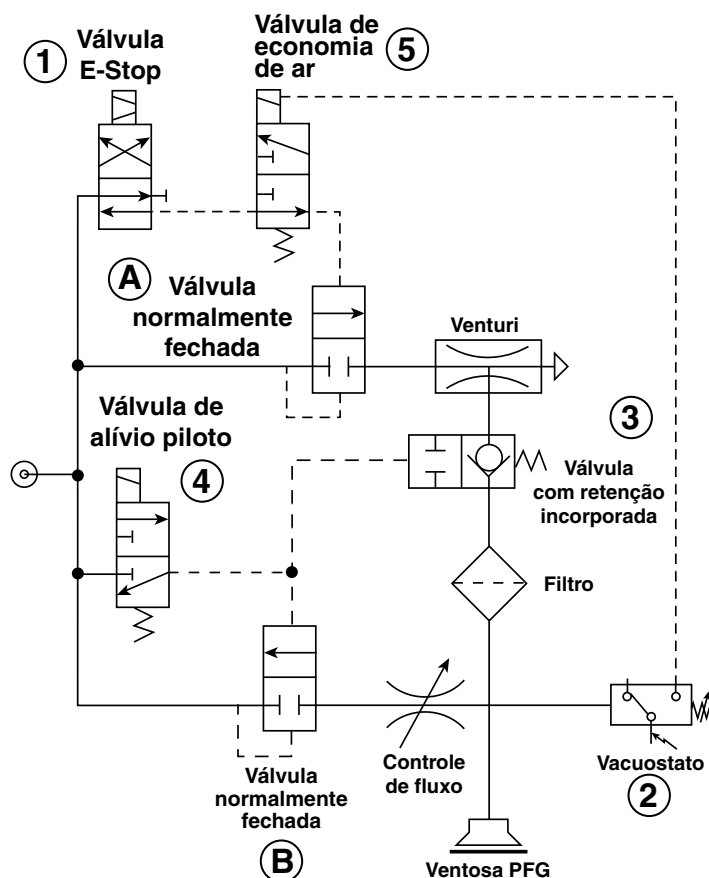 1
Válvula
E-Stop
Válvula de
economia
de ar
5
A
Válvula
normalmente
fechada
Venturi
Válvula de
alívio piloto
4
3
Válvula
com retenção
incorporada
Filtro
Controle
de fluxo
Vacuostato
2
Válvula
normalmente
fechada
B
Ventosa PFG